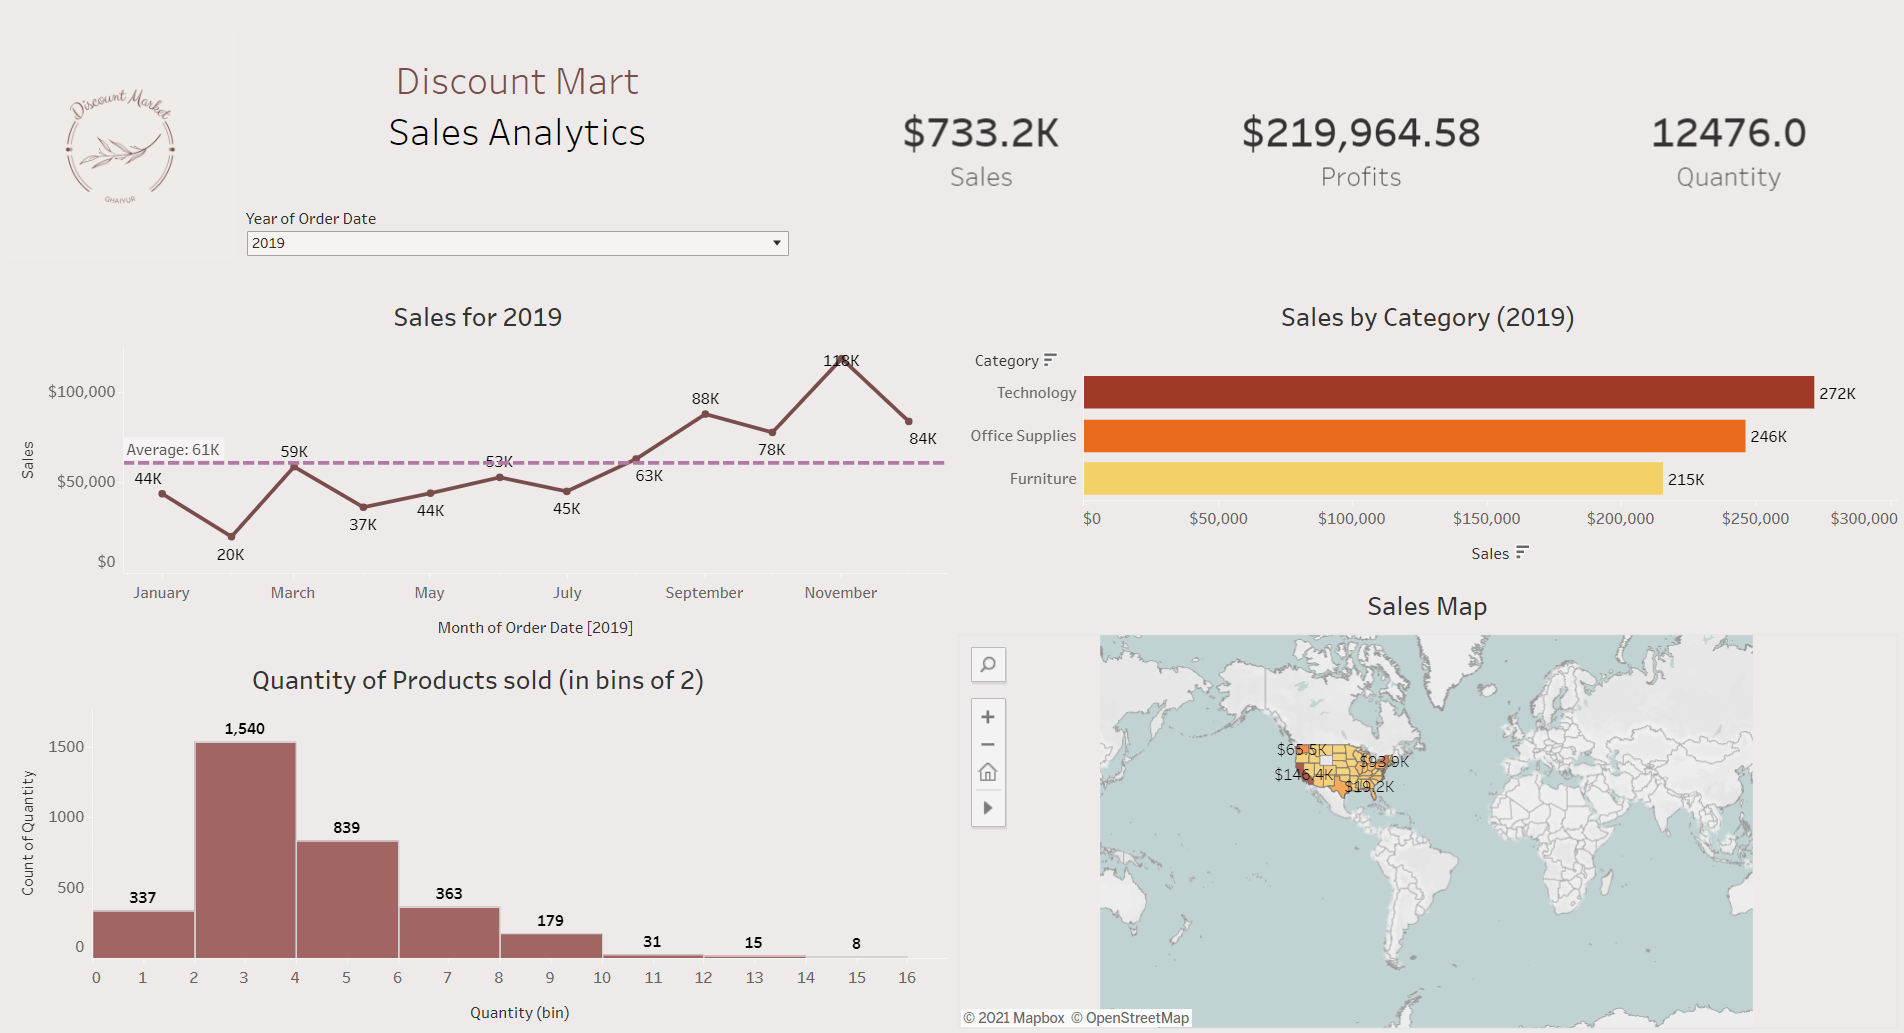 Discount Market
GHAIYUR
Discount Mart
Sales Analytics
$733.2K
Sales
$219,964.58
Profits
12476.0
Quantity
Year of Order Date
2019
Sales for 2019
Sales
$100,000
$50,000
$0
Average: 61K
44K
20K
59K
37K
44K
53K
45K
63K
88K
78K
118K
84K
January
March
May
July
September
November
Month of Order Date [2019]
Sales by Category (2019)
Category
Technology
272K
Office Supplies
246K
Furniture
215K
$0
$50,000
$100,000
$150,000
$200,000
$250,000
$300,000
Sales
Quantity of Products sold (in bins of 2)
Count of Quantity
1500
1000
500
0
337
1,540
839
363
179
31
15
8
0
1
2
3
4
5
6
7
8
9
10
11
12
13
14
15
16
Quantity (bin)
Sales Map
$65.5K
$93.9K
$146.4K
$19.2K
© 2021 Mapbox © OpenStreetMap